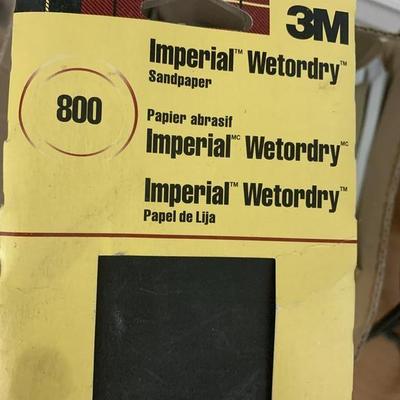 3M
Imperial™ Wetordry™
Sandpaper
800
Papier abrasif
Imperial MC Wetordry MC
Imperial™ Wetordry™
Papel de Lija